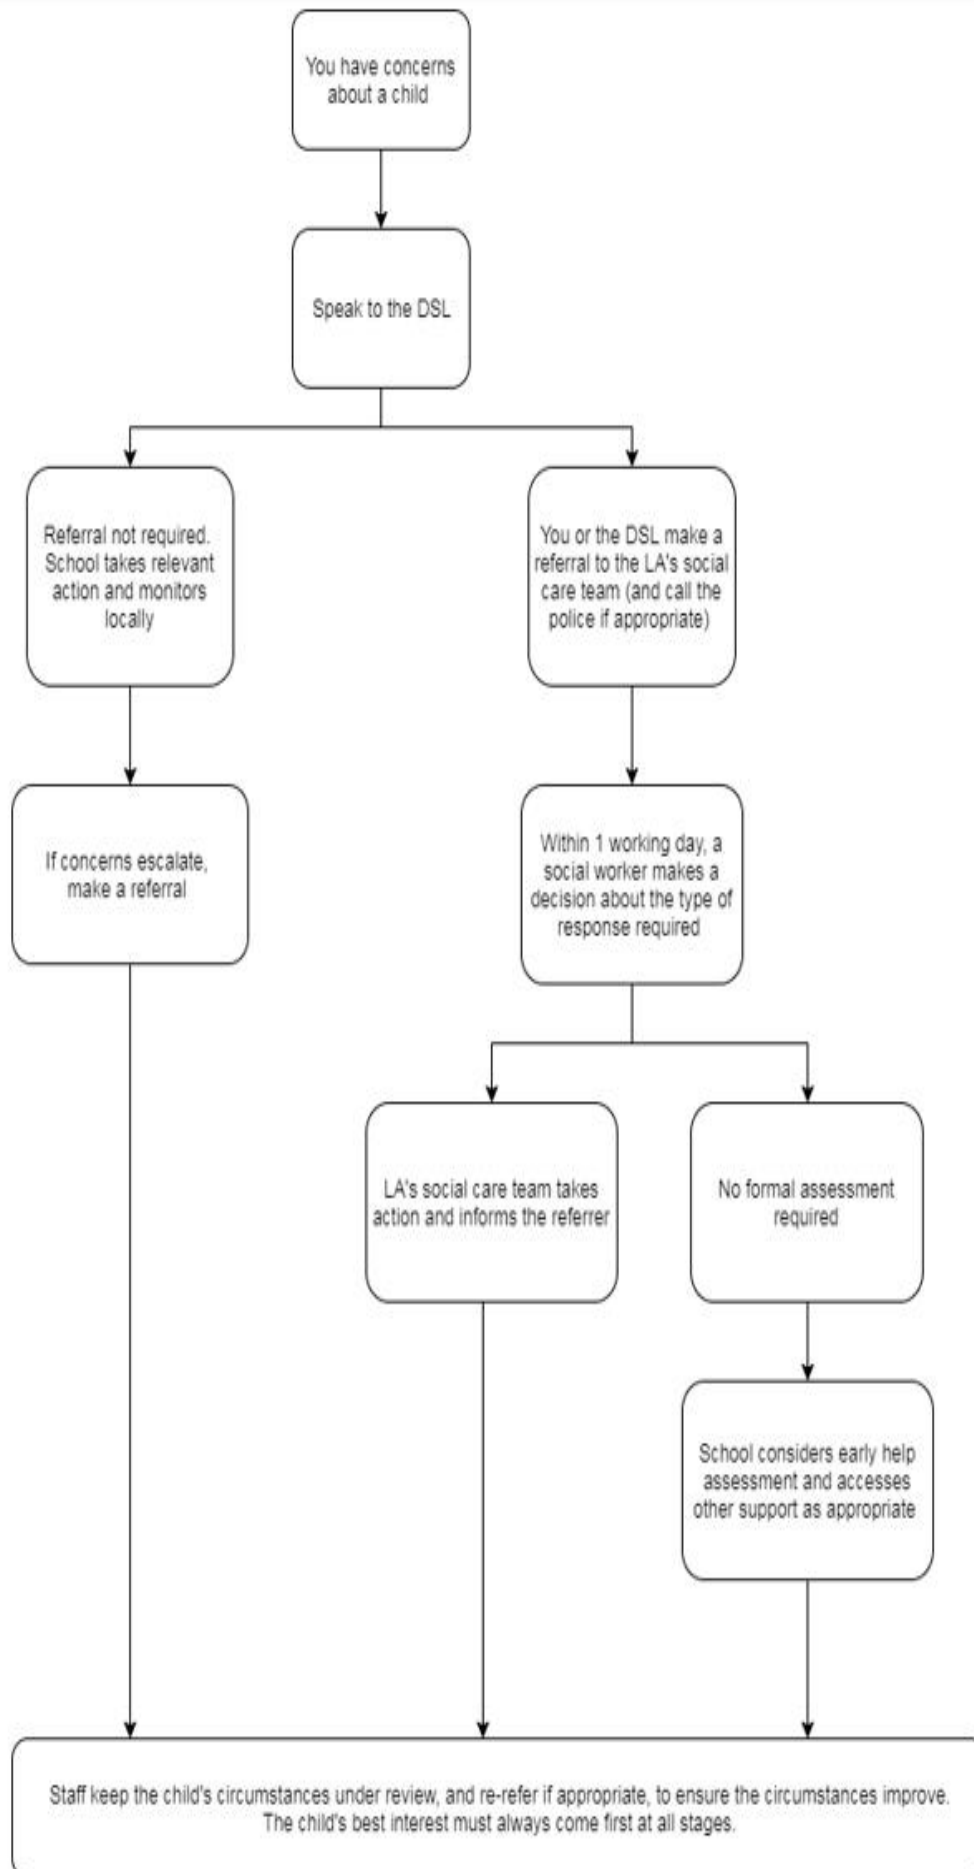 You have concerns
about a child
Speak to the DSL
Referral not required.
School takes relevant
action and monitors
locally
You or the DSL make a
referral to the LA's social
care team (and call the
police if appropriate)
If concerns escalate,
make a referral
Within 1 working day, a
social worker makes a
decision about the type of
response required
LA's social care team takes
action and informs the referrer
No formal assessment
required
School considers early help
assessment and accesses
other support as appropriate
Staff keep the child's circumstances under review, and re-refer if appropriate, to ensure the circumstances improve.
The child's best interest must always come first at all stages.